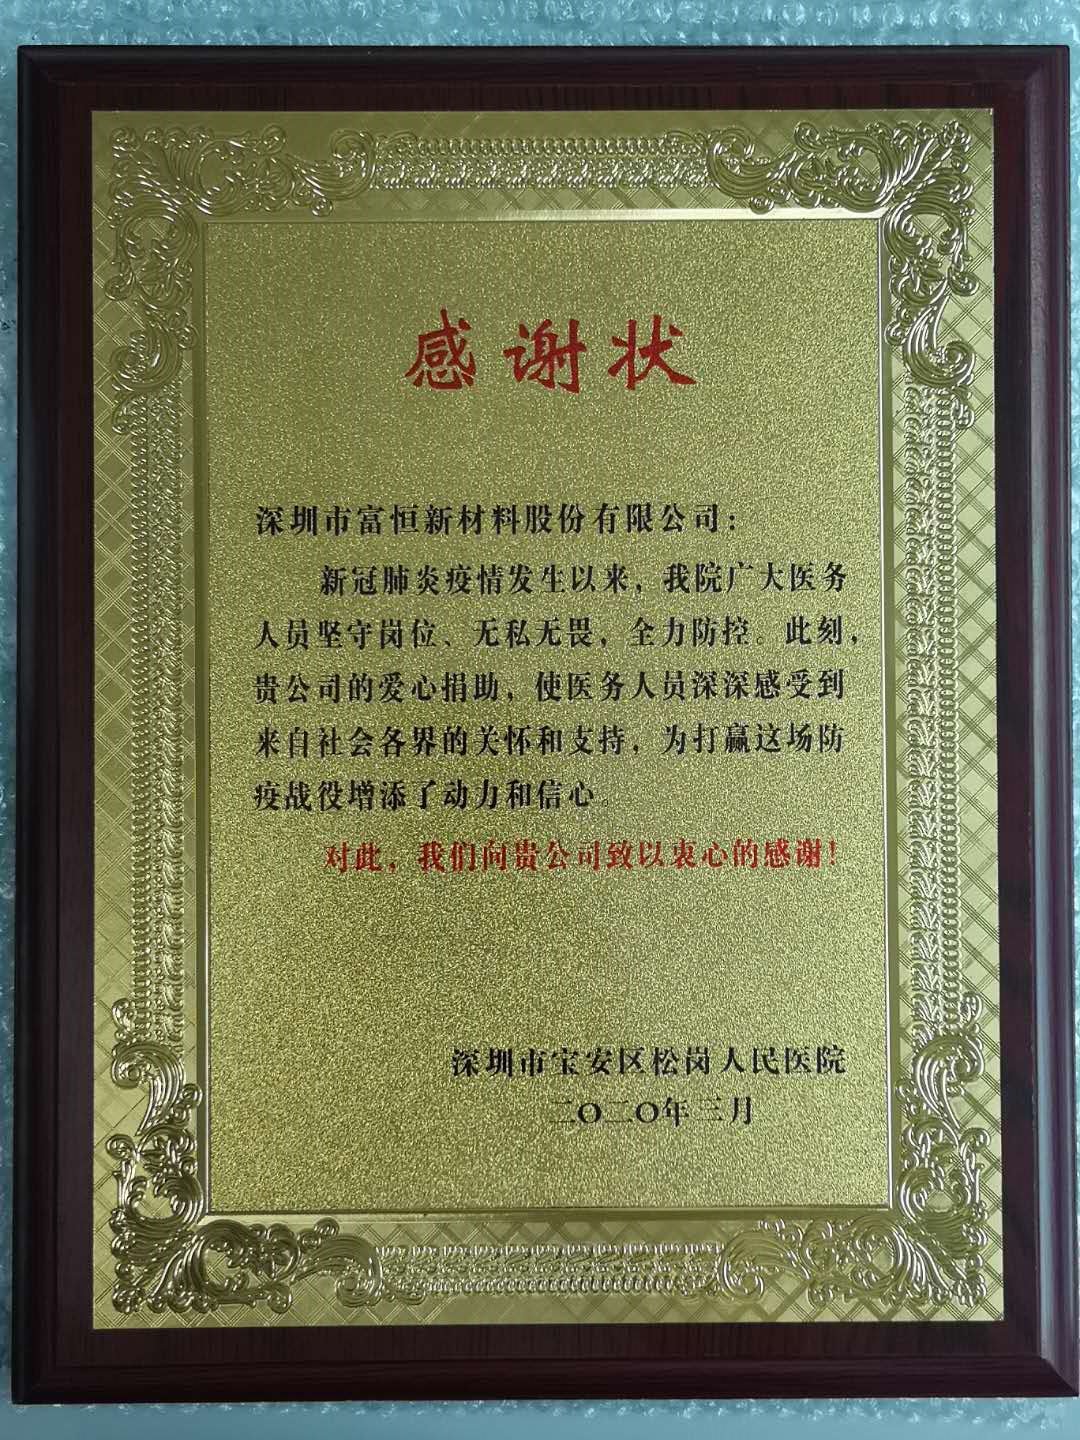 感谢状
深圳市富恒新材料股份有限公司：
新冠肺炎疫情发生以来，我院广大医务
人员坚守岗位、无私无畏，全力防控。此刻，
贵公司的爱心捐助，使医务人员深深感受到
来自社会各界的关怀和支持，为打赢这场防
疫战役增添了动力和信心。
对此，我们向贵公司致以衷心的感谢！
深圳市宝安区松岗人民医院
二〇二〇年三月